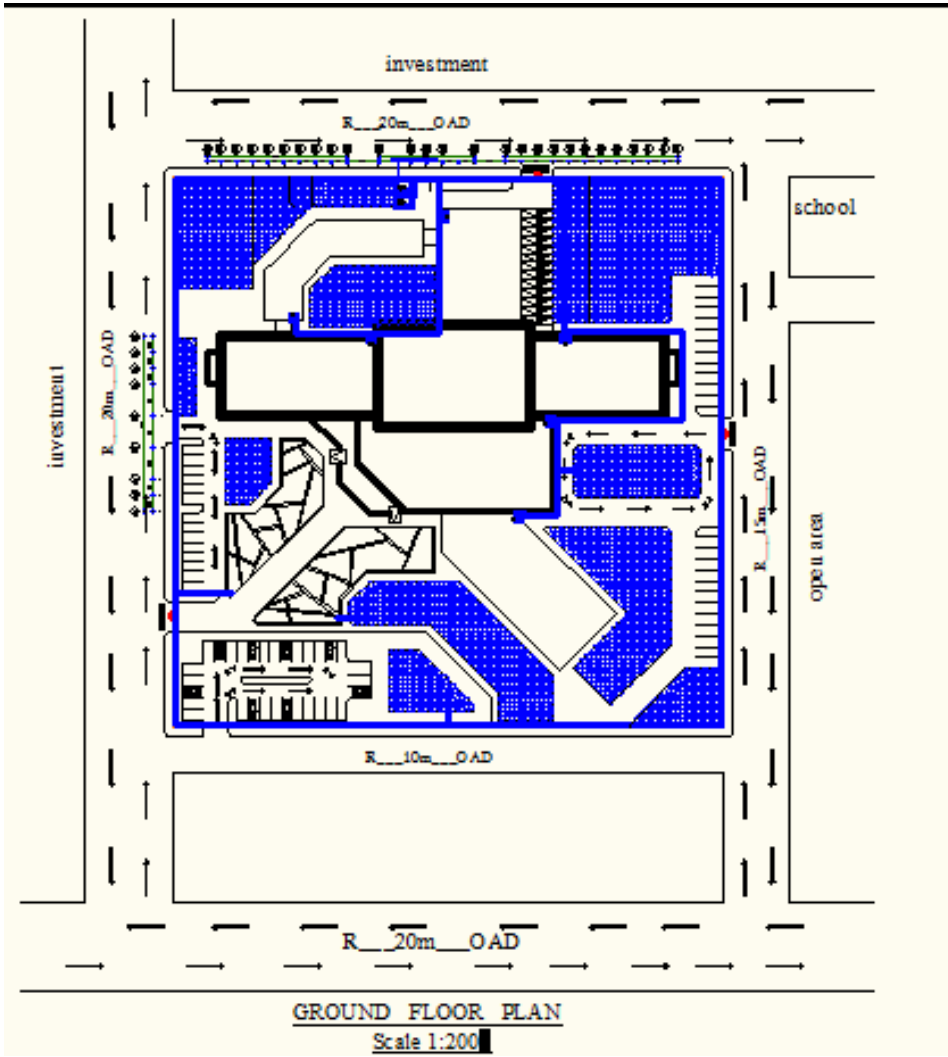 investment
R___20m___OAD
school
R___20m___OAD
investment
R___15m___OAD
open area
R___10m___OAD
R___20m___OAD
GROUND FLOOR PLAN
Scale 1:200